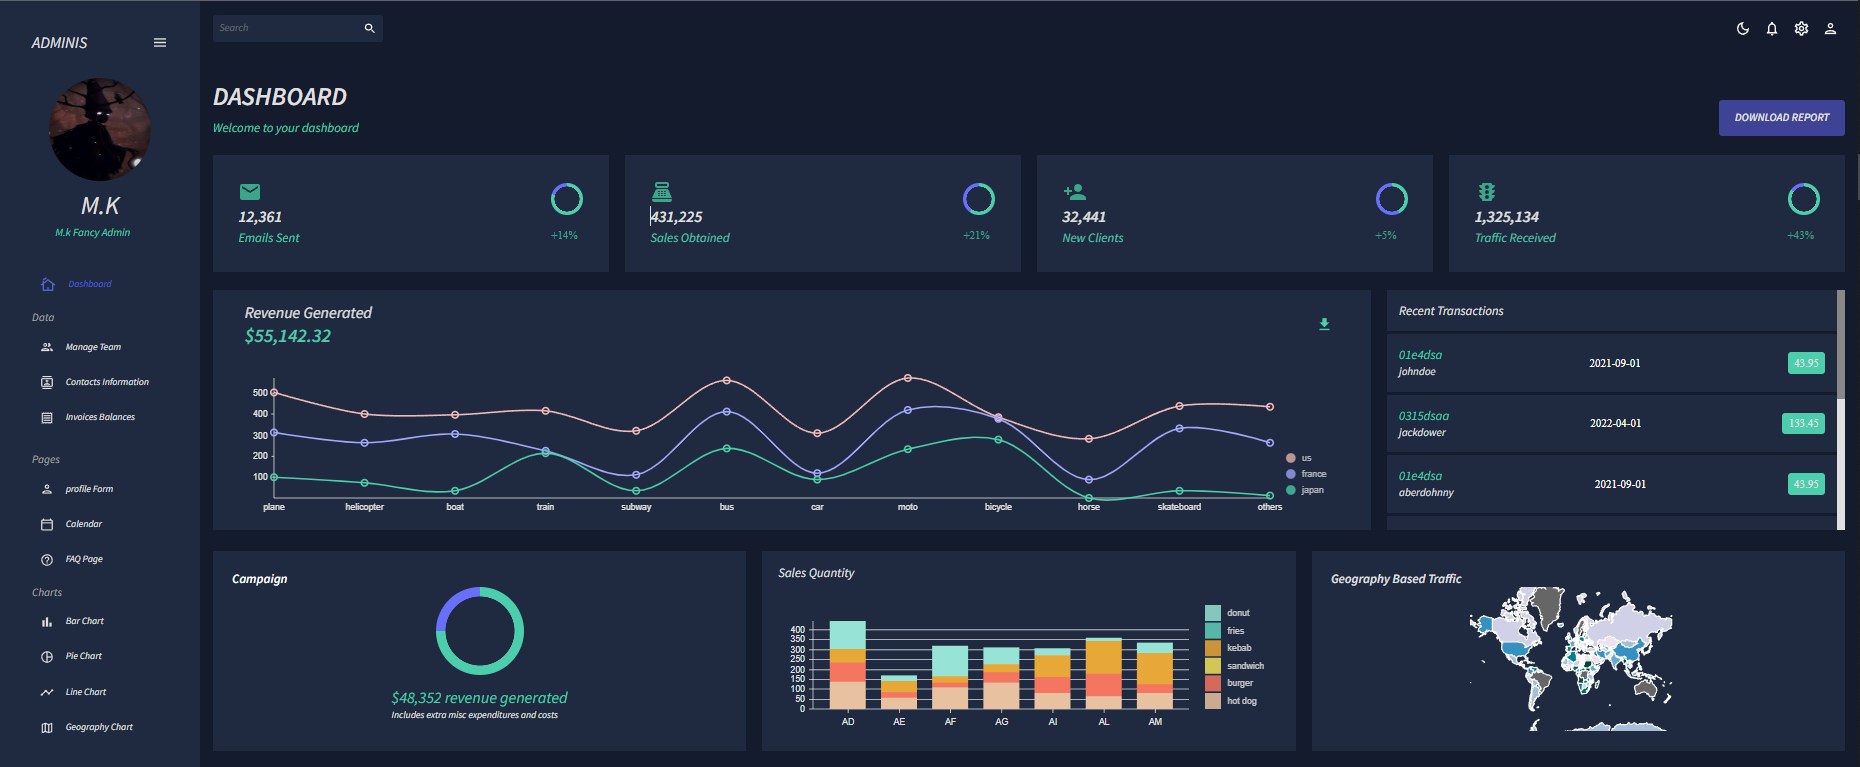 ADMINIS
M.K
M.k Fancy Admin
Dashboard
Data
Manage Team
Contacts Information
Invoices Balances
Pages
profile Form
Calendar
FAQ Page
Charts
Bar Chart
Pie Chart
Line Chart
Geography Chart
Search
DASHBOARD
Welcome to your dashboard
DOWNLOAD REPORT
12,361
Emails Sent
+14%
431,225
Sales Obtained
+21%
32,441
New Clients
+5%
1,325,134
Traffic Received
+43%
Revenue Generated
$55,142.32
500
400
300
200
100
plane helicopter boat train subway bus car moto bicycle horse skateboard others
us
france
japan
Recent Transactions
01e4dsa
johndoe
2021-09-01
43.95
0315dsaa
jackdower
2022-04-01
133.45
01e4dsa
aberdohnny
2021-09-01
43.95
Campaign
$48,352 revenue generated
Includes extra misc expenditures and costs
Sales Quantity
400
350
300
250
200
150
100
50
0
AD AE AF AG AI AL AM
donut
fries
kebab
sandwich
burger
hot dog
Geography Based Traffic